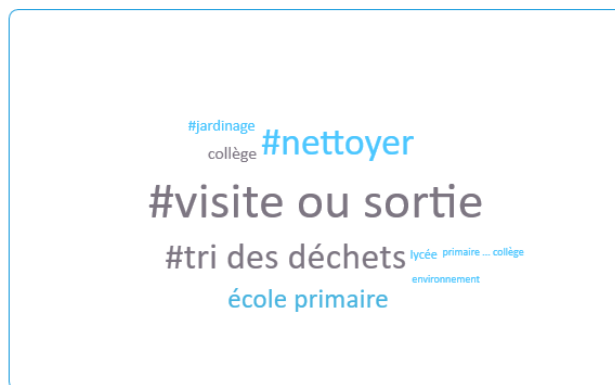 #jardinage
collège #nettoyer
#visite ou sortie
#tri des déchets lycée primaire ... collège
environnement
école primaire